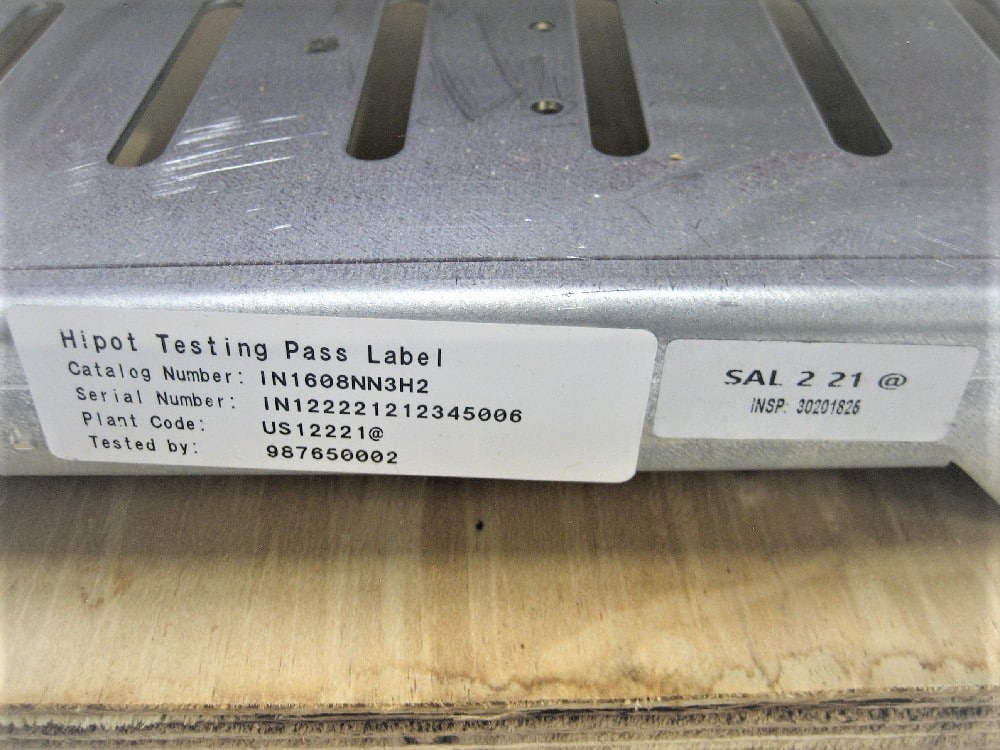 Hipot Testing Pass Label
Catalog Number: IN1608NN3H2
Serial Number: IN122221212345006
Plant Code: US12221@
Tested by: 987650002
SAL 2 21 @
INSP: 30201826